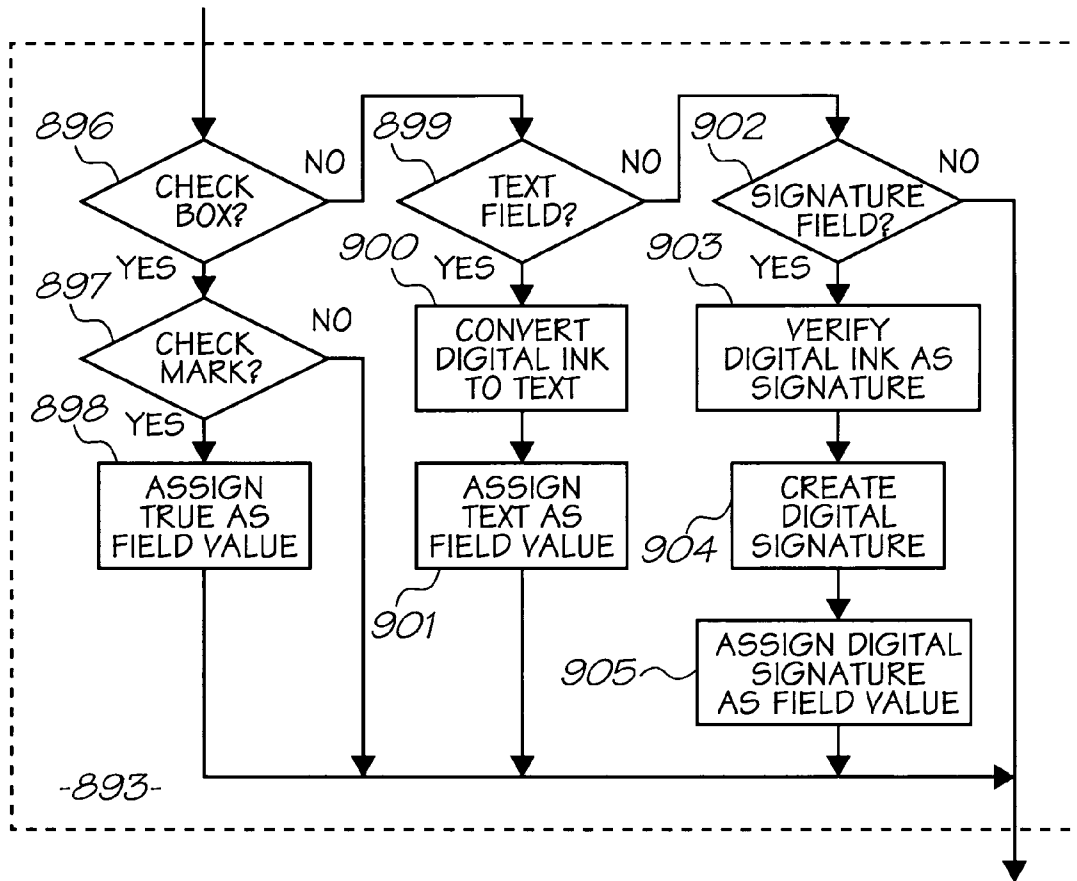 896
CHECK
BOX?
NO
YES
899
TEXT
FIELD?
NO
YES
902
SIGNATURE
FIELD?
NO
YES
897
CHECK
MARK?
NO
YES
900
CONVERT
DIGITAL INK
TO TEXT
903
VERIFY
DIGITAL INK AS
SIGNATURE
898
ASSIGN
TRUE AS
FIELD VALUE
ASSIGN
TEXT AS
FIELD VALUE
901
CREATE
DIGITAL
SIGNATURE
904
905
ASSIGN DIGITAL
SIGNATURE
AS FIELD VALUE
-893-